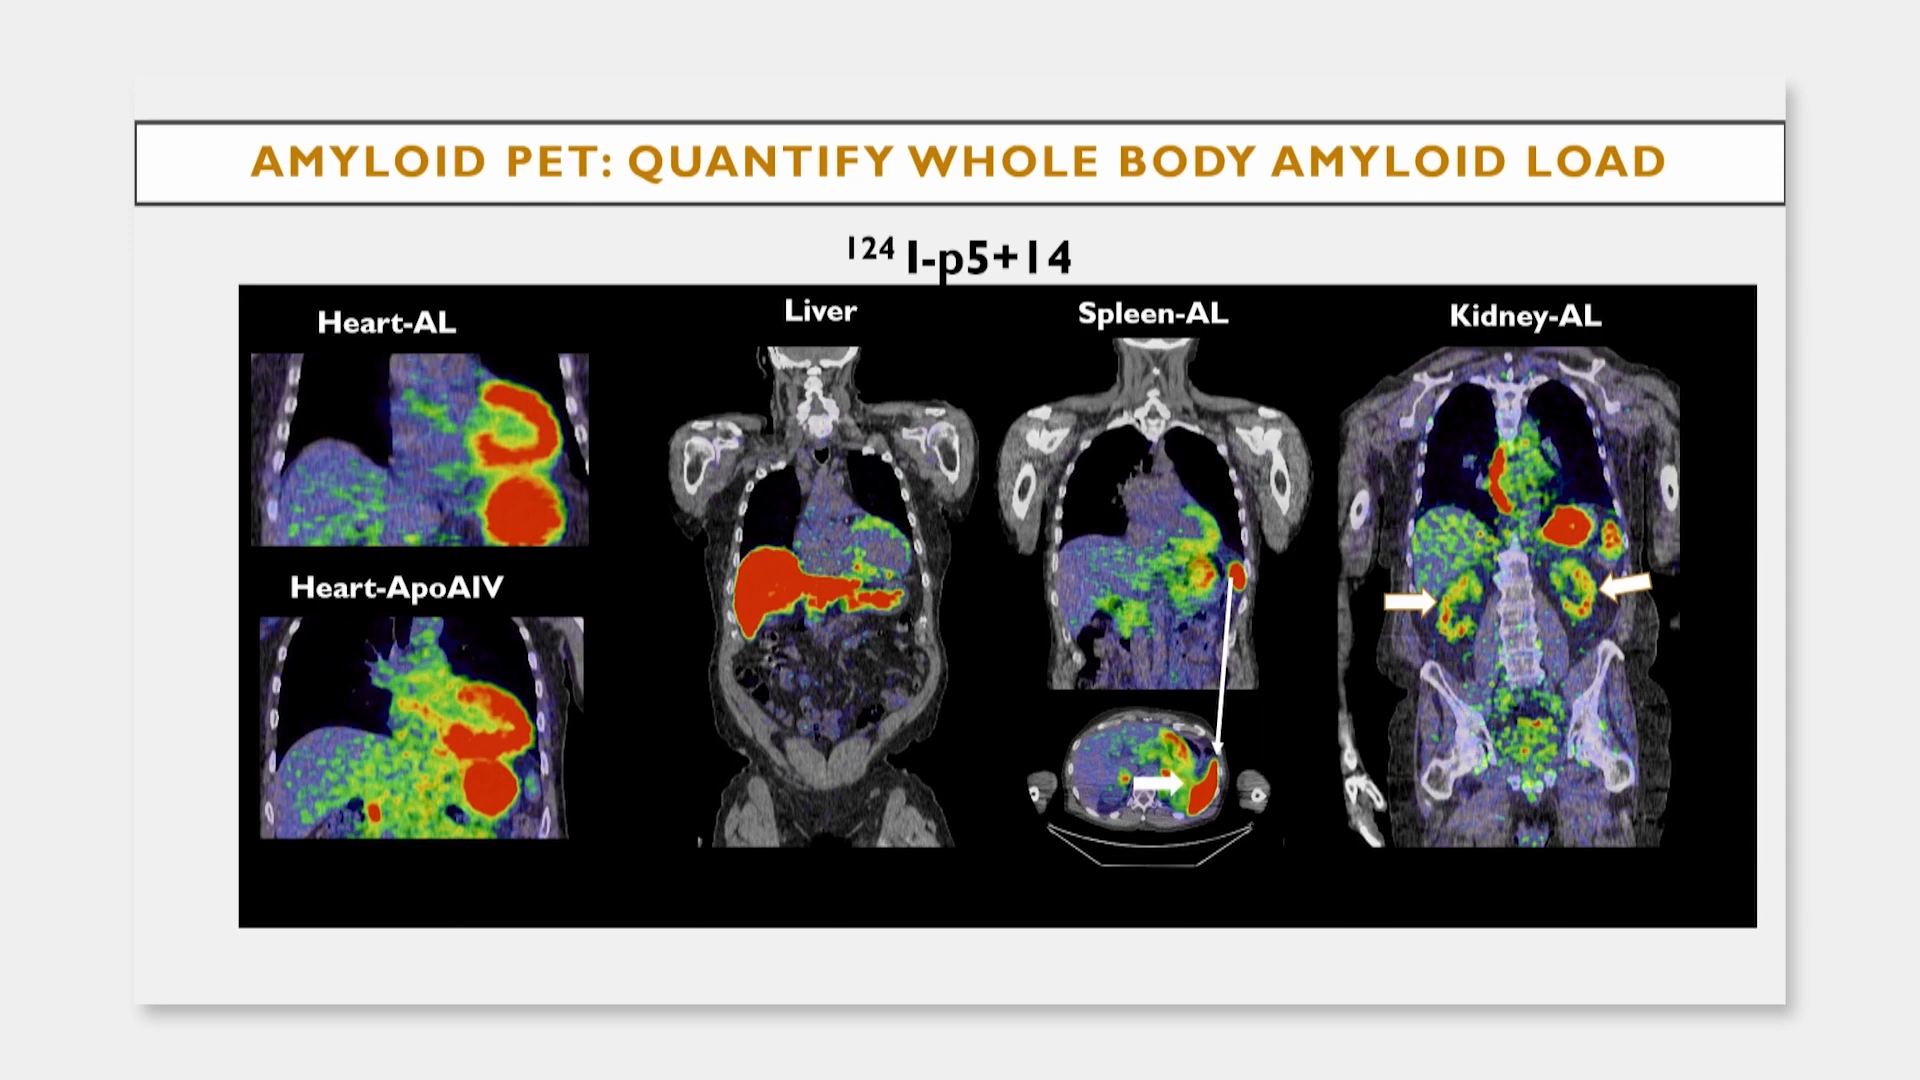 AMYLOID PET: QUANTIFY WHOLE BODY AMYLOID LOAD
124 I-p5+14
Heart-AL
Liver
Spleen-AL
Kidney-AL
Heart-ApoAIV